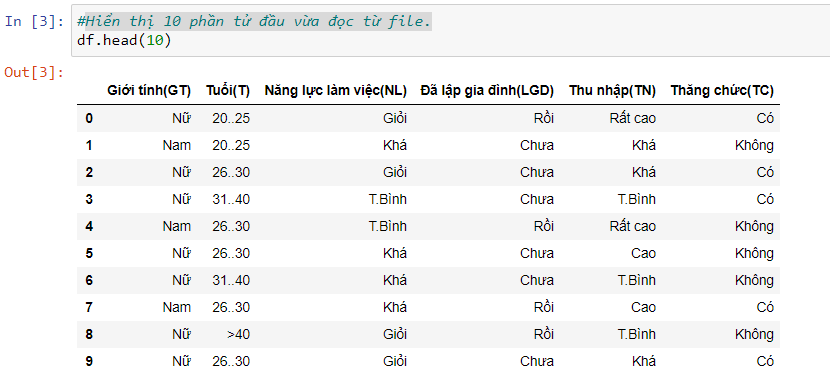 In [3]: #Hiển thị 10 phần tử đầu vừa đọc từ file.
df.head(10)
Out[3]:
Giới tính(GT) Tuổi(T) Năng lực làm việc(NL) Đã lập gia đình(LGD) Thu nhập(TN) Thăng chức(TC)
0 Nữ 20..25 Giỏi Rồi Rất cao Có
1 Nam 20..25 Khá Chưa Khá Không
2 Nữ 26..30 Giỏi Chưa Khá Có
3 Nữ 31..40 T.Bình Chưa T.Bình Có
4 Nam 26..30 T.Bình Rồi Rất cao Không
5 Nữ 26..30 Khá Chưa Cao Không
6 Nữ 31..40 Khá Chưa T.Bình Không
7 Nam 26..30 Khá Rồi Cao Có
8 Nữ >40 Giỏi Rồi T.Bình Không
9 Nữ 26..30 Giỏi Chưa Khá Có